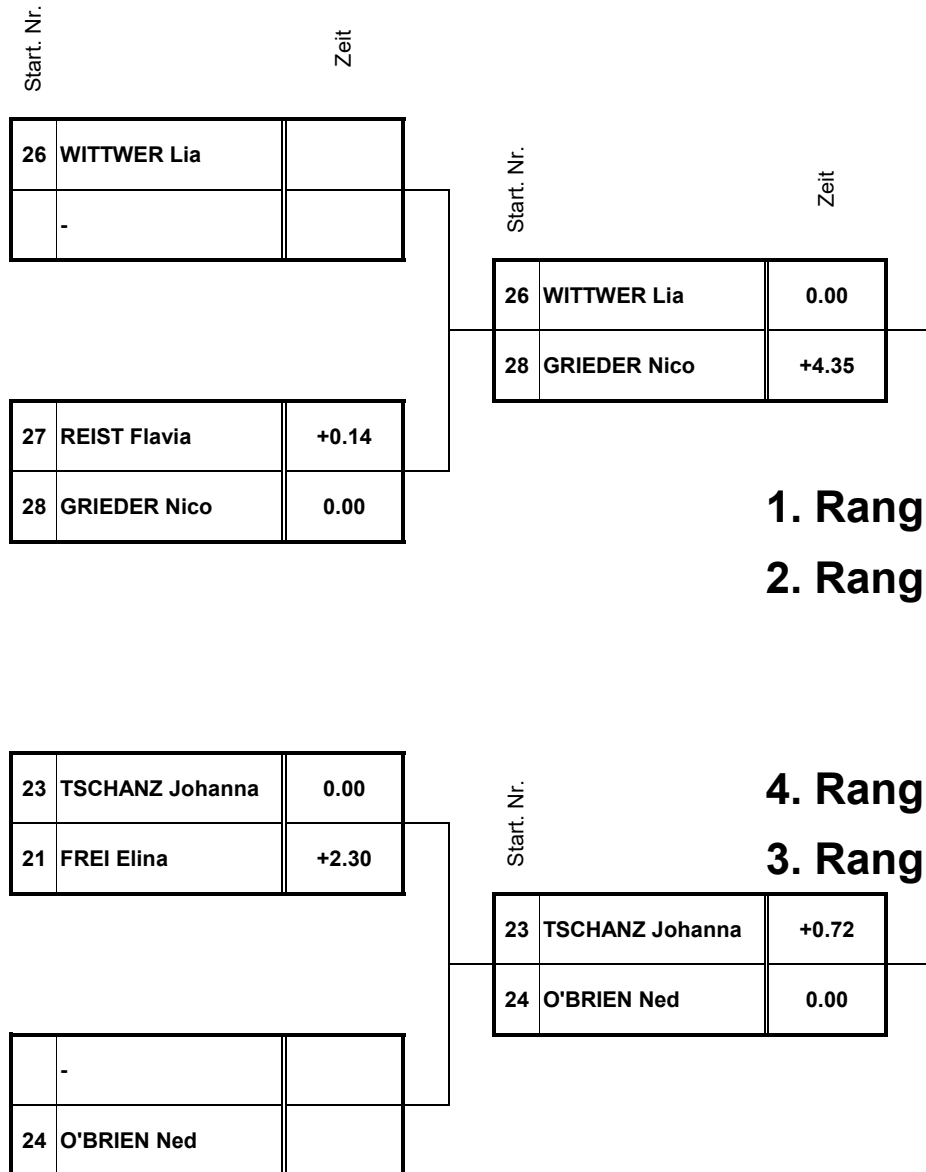 Start. Nr.
Zeit
26 WITTWER Lia
-
Start. Nr.
Zeit
26 WITTWER Lia 0.00
28 GRIEDER Nico +4.35
27 REIST Flavia +0.14
28 GRIEDER Nico 0.00
1. Rang
2. Rang
23 TSCHANZ Johanna 0.00
21 FREI Elina +2.30
Start. Nr.
4. Rang
3. Rang
23 TSCHANZ Johanna +0.72
24 O'BRIEN Ned 0.00
-
24 O'BRIEN Ned